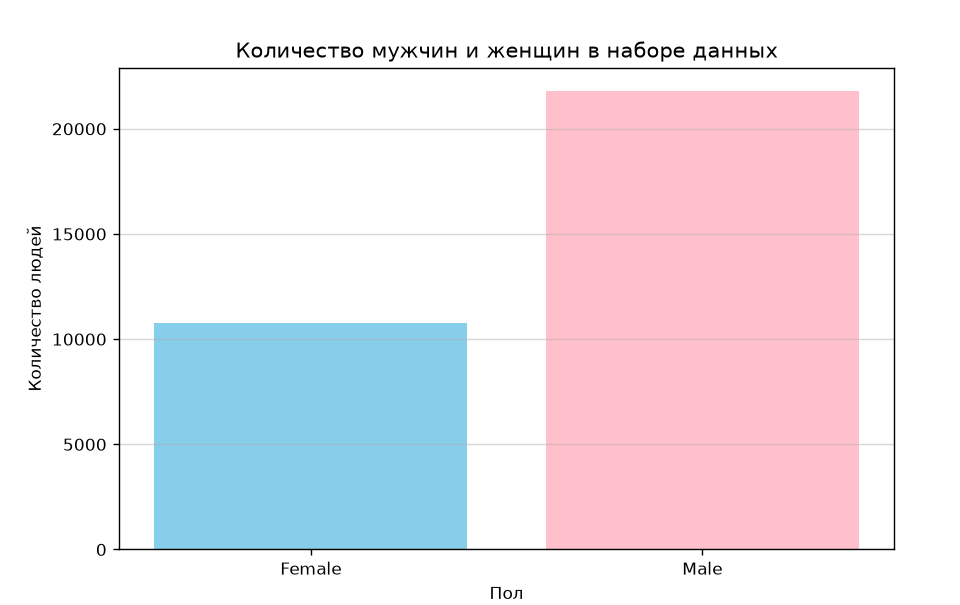 Количество мужчин и женщин в наборе данных
Количество людей
20000
15000
10000
5000
0
Female
Male
Пол